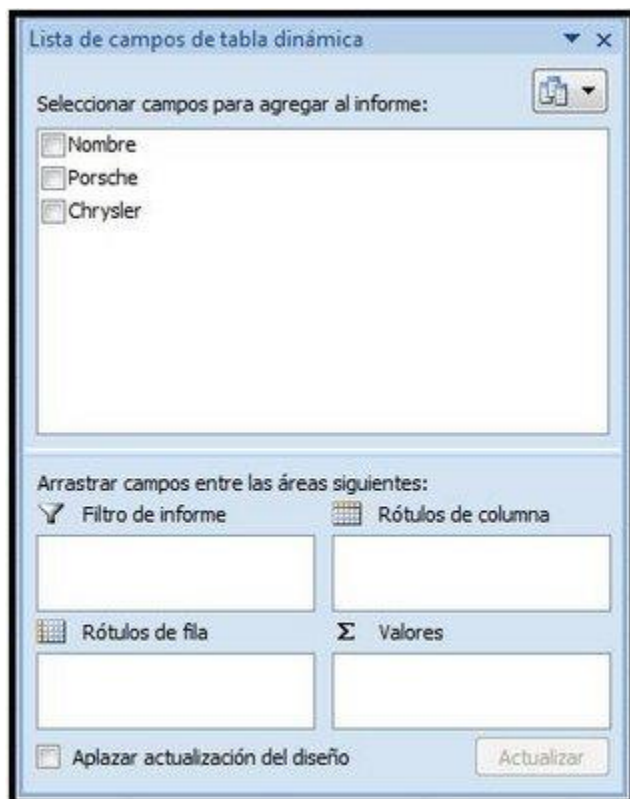 Lista de campos de tabla dinámica
Seleccionar campos para agregar al informe:
Nombre
Porsche
Chrysler
Arrastrar campos entre las áreas siguientes:
Filtro de informe
Rótulos de columna
Rótulos de fila
Σ Valores
Aplazar actualización del diseño
Actualizar